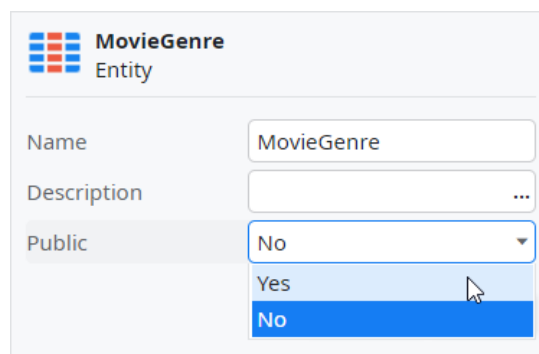 MovieGenre
Entity
Name MovieGenre
Description ...
Public No
Yes
No